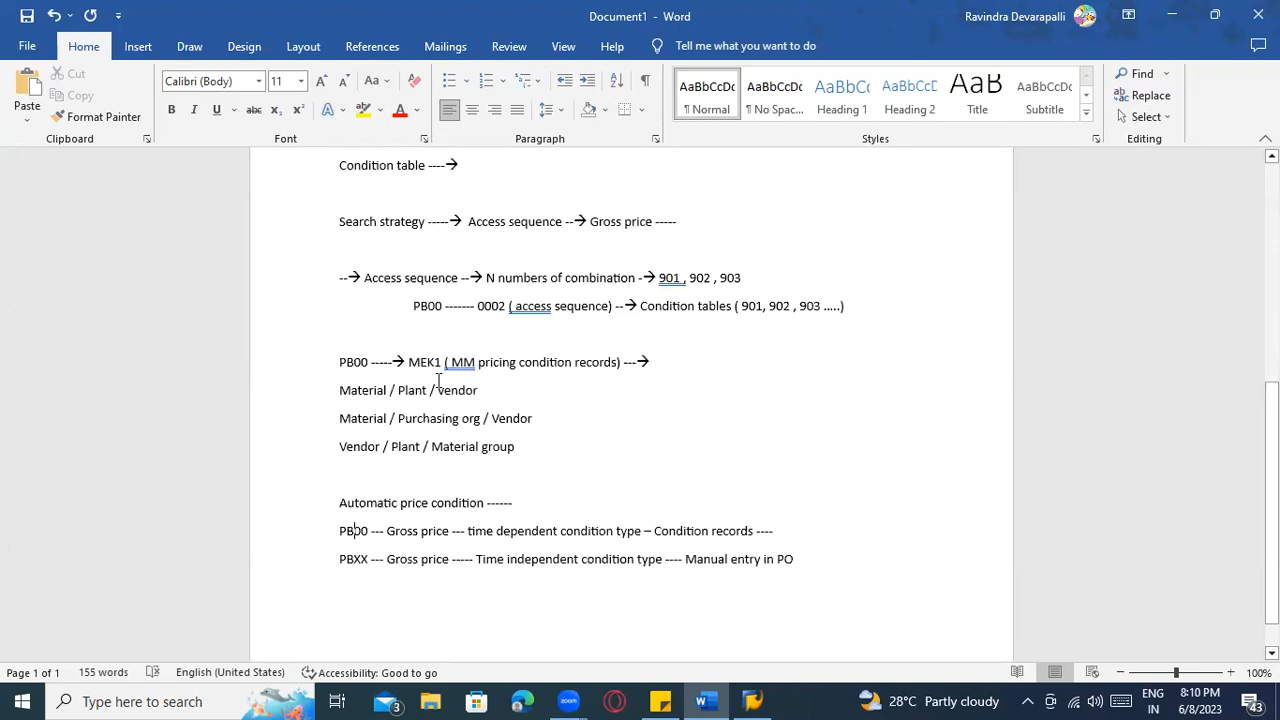 Document1 - Word
Ravindra Devarapalli
File Home Insert Draw Design Layout References Mailings Review View Help Tell me what you want to do
Paste
Cut
Copy
Format Painter
Clipboard
Calibri (Body) 11
Font
Paragraph
AaBbCcDc AaBbCcDc AaBbCc AaBbCcD AaB AaBbCcD
¶ Normal ¶ No Spac... Heading 1 Heading 2 Title Subtitle
Styles
Find
Replace
Select
Editing
Condition table ----→
Search strategy -----→ Access sequence --→ Gross price -----
--→ Access sequence --→ N numbers of combination -→ 901 , 902 , 903
PB00 ------- 0002 ( access sequence) --→ Condition tables ( 901, 902 , 903 .....)
PB00 -----→ MEK1 ( MM pricing condition records) ---→
Material / Plant / vendor
Material / Purchasing org / Vendor
Vendor / Plant / Material group
Automatic price condition ------
PB00 --- Gross price --- time dependent condition type – Condition records ----
PBXX --- Gross price ----- Time independent condition type ---- Manual entry in PO
Page 1 of 1 155 words English (United States) Accessibility: Good to go 100%
Type here to search
3
zoom
28°C Partly cloudy
ENG
IN
8:10 PM
6/8/2023
43